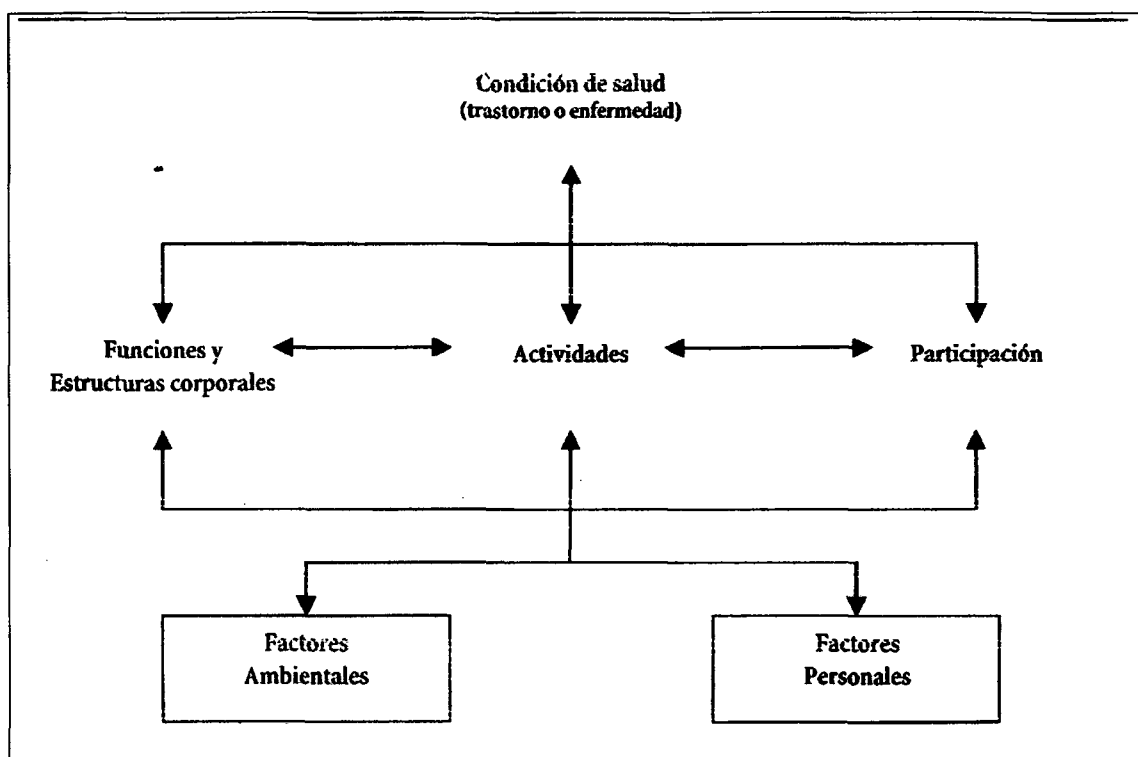 Condición de salud
(trastorno o enfermedad)
Funciones y
Estructuras corporales
Actividades
Participación
Factores
Ambientales
Factores
Personales